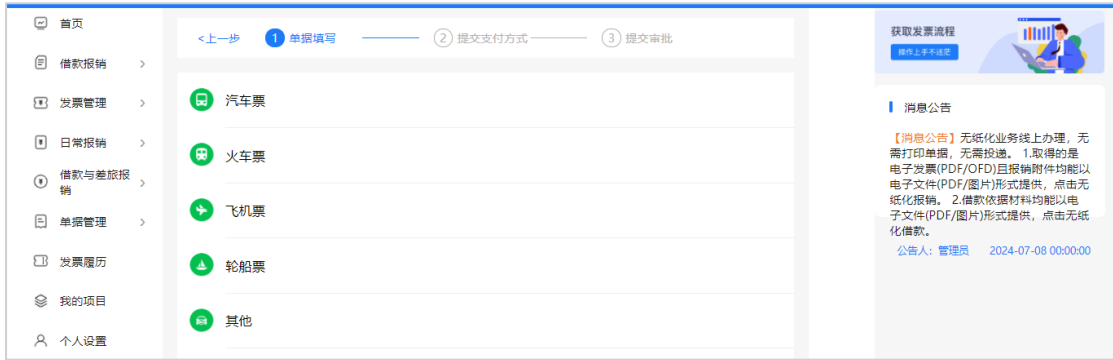 首页
借款报销
发票管理
日常报销
借款与差旅报
销
单据管理
发票履历
我的项目
个人设置
<上一步 1 单据填写 2 提交支付方式 3 提交审批
汽车票
火车票
飞机票
轮船票
其他
获取发票流程
操作上手不迷茫
消息公告
【消息公告】无纸化业务线上办理，无
需打印单据，无需投递。 1.取得的是
电子发票(PDF/OFD)且报销附件均能以
电子文件(PDF/图片)形式提供，点击无
纸化报销。 2.借款依据材料均能以电
子文件(PDF/图片)形式提供，点击无纸
化借款。
公告人：管理员 2024-07-08 00:00:00